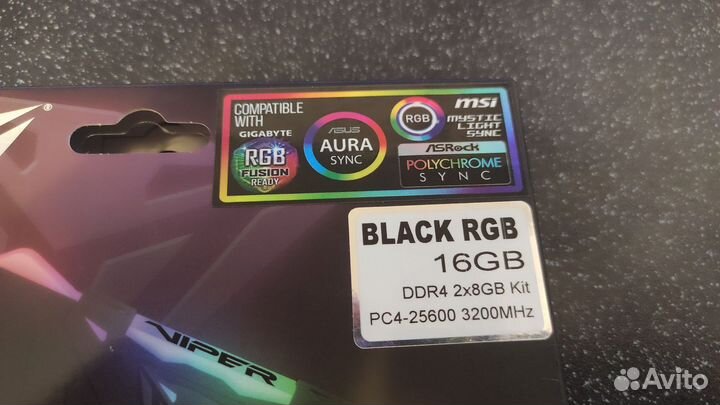 COMPATIBLE
WITH
GIGABYTE
RGB
FUSION
READY
ASUS
AURA
SYNC
RGB
msi
MYSTIC
LIGHT
SYNC
ASRock
POLYCHROME
SYNC
BLACK RGB
16GB
DDR4 2x8GB Kit
PC4-25600 3200MHz
VIPER
®
Avito